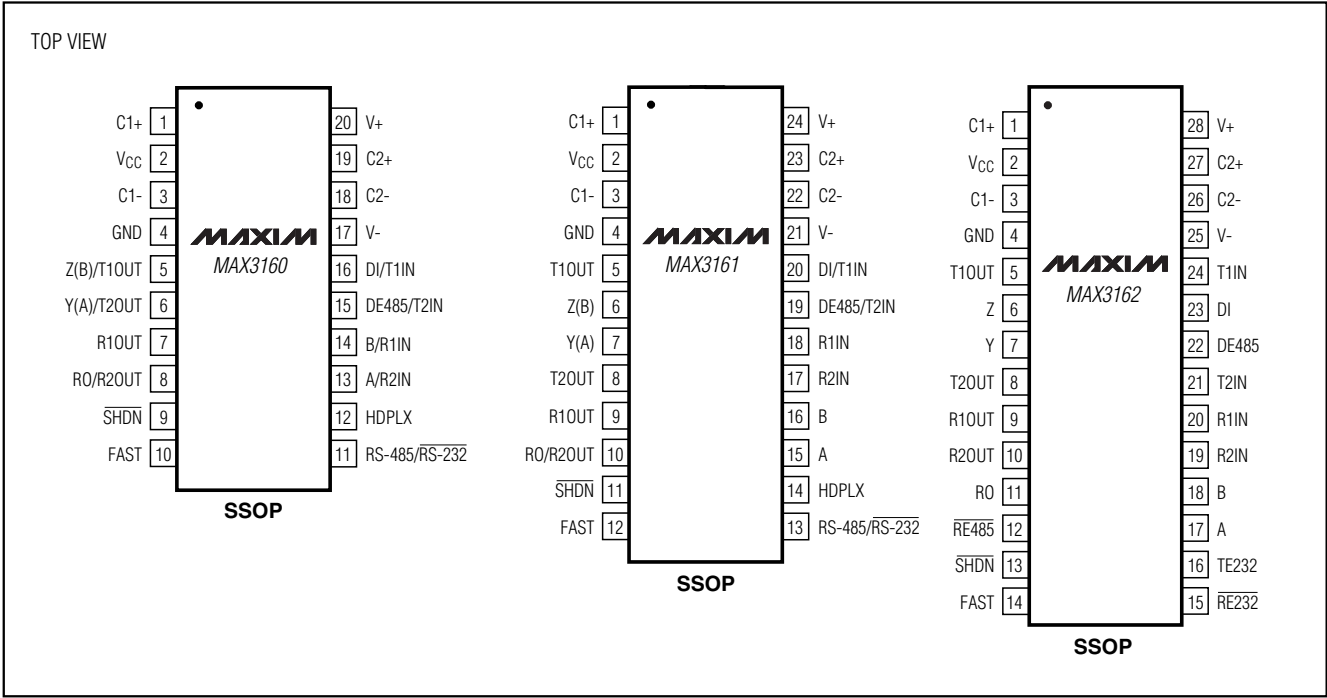 TOP VIEW
C1+ 1
VCC 2
C1- 3
GND 4
Z(B)/T1OUT 5
Y(A)/T2OUT 6
R1OUT 7
RO/R2OUT 8
SHDN 9
FAST 10
MAXIM
MAX3160
20 V+
19 C2+
18 C2-
17 V-
16 DI/T1IN
15 DE485/T2IN
14 B/R1IN
13 A/R2IN
12 HDPLX
11 RS-485/RS-232
SSOP
C1+ 1
VCC 2
C1- 3
GND 4
T1OUT 5
Z(B) 6
Y(A) 7
T2OUT 8
R1OUT 9
RO/R2OUT 10
SHDN 11
FAST 12
MAXIM
MAX3161
24 V+
23 C2+
22 C2-
21 V-
20 DI/T1IN
19 DE485/T2IN
18 R1IN
17 R2IN
16 B
15 A
14 HDPLX
13 RS-485/RS-232
SSOP
C1+ 1
VCC 2
C1- 3
GND 4
T1OUT 5
Z 6
Y 7
T2OUT 8
R1OUT 9
R2OUT 10
RO 11
RE485 12
SHDN 13
FAST 14
MAXIM
MAX3162
28 V+
27 C2+
26 C2-
25 V-
24 T1IN
23 DI
22 DE485
21 T2IN
20 R1IN
19 R2IN
18 B
17 A
16 TE232
15 RE232
SSOP